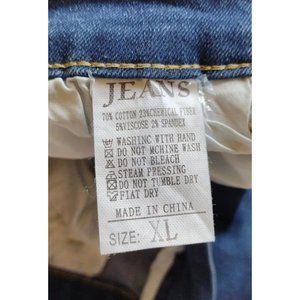 JEANS
70% COTTON 23%CHEMICAL FIBER
5%VISCOSE 2% SPANDEX
WASHING WITH HAND
DO NOT MCHINE WASH
DO NOT BLEACH
STEAM PRESSING
DO NOT TUMBLE DRY
FIAT DRY
MADE IN CHINA
SIZE: XL